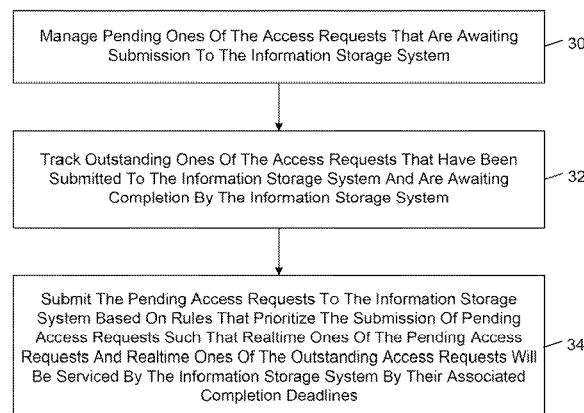 Manage Pending Ones Of The Access Requests That Are Awaiting
Submission To The Information Storage System
30
Track Outstanding Ones Of The Access Requests That Have Been
Submitted To The Information Storage System And Are Awaiting
Completion By The Information Storage System
32
Submit The Pending Access Requests To The Information Storage
System Based On Rules That Prioritize The Submission Of Pending
Access Requests Such That Realtime Ones Of The Pending Access
Requests And Realtime Ones Of The Outstanding Access Requests Will
Be Serviced By The Information Storage System By Their Associated
Completion Deadlines
34